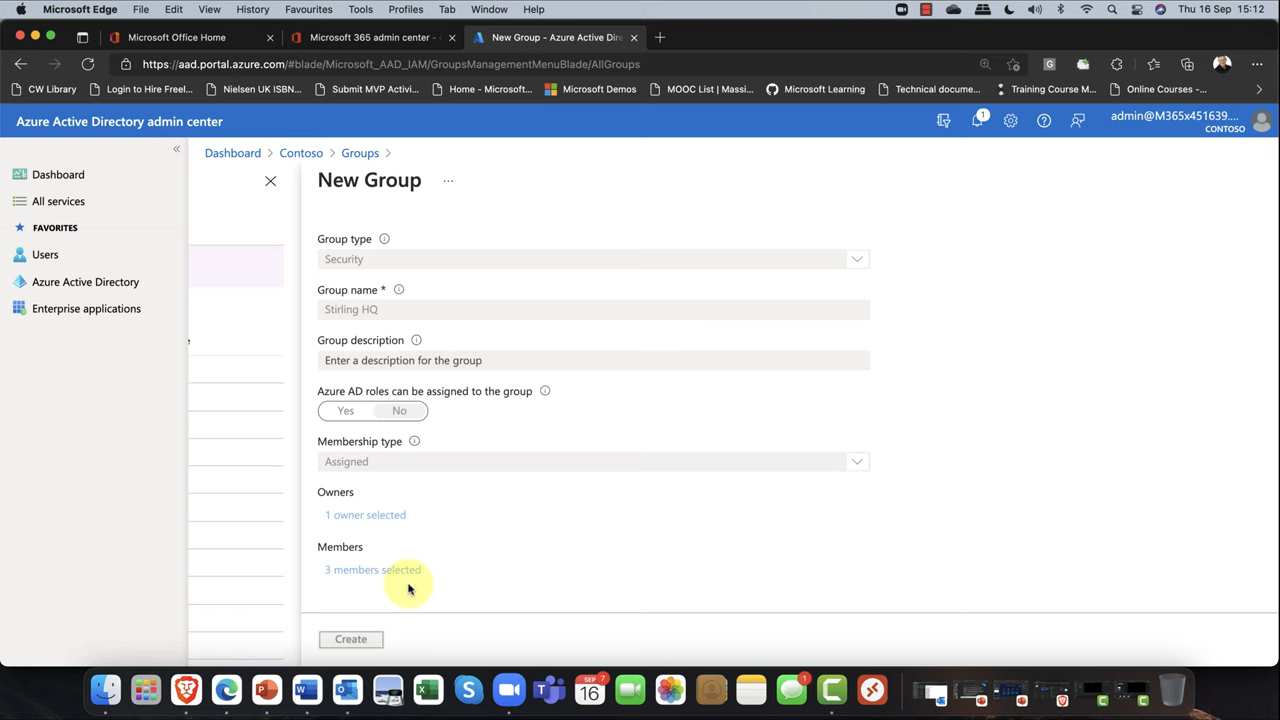 Microsoft Edge File Edit View History Favourites Tools Profiles Tab Window Help Thu 16 Sep 15:12
Microsoft Office Home Microsoft 365 admin center - New Group - Azure Active Dire
https://aad.portal.azure.com/#blade/Microsoft_AAD_IAM/GroupsManagementMenuBlade/AllGroups
CW Library Login to Hire Freel... Nielsen UK ISBN... Submit MVP Activi... Home - Microsoft... Microsoft Demos MOOC List | Massi... Microsoft Learning Technical docume... Training Course M... Online Courses -...
Azure Active Directory admin center 1 admin@M365x451639....
CONTOSO
Dashboard > Contoso > Groups >
Dashboard
All services
FAVORITES
Users
Azure Active Directory
Enterprise applications
New Group ...
Group type
Security
Group name *
Stirling HQ
Group description
Enter a description for the group
Azure AD roles can be assigned to the group
Yes No
Membership type
Assigned
Owners
1 owner selected
Members
3 members selected
Create
SEP 7
16
1